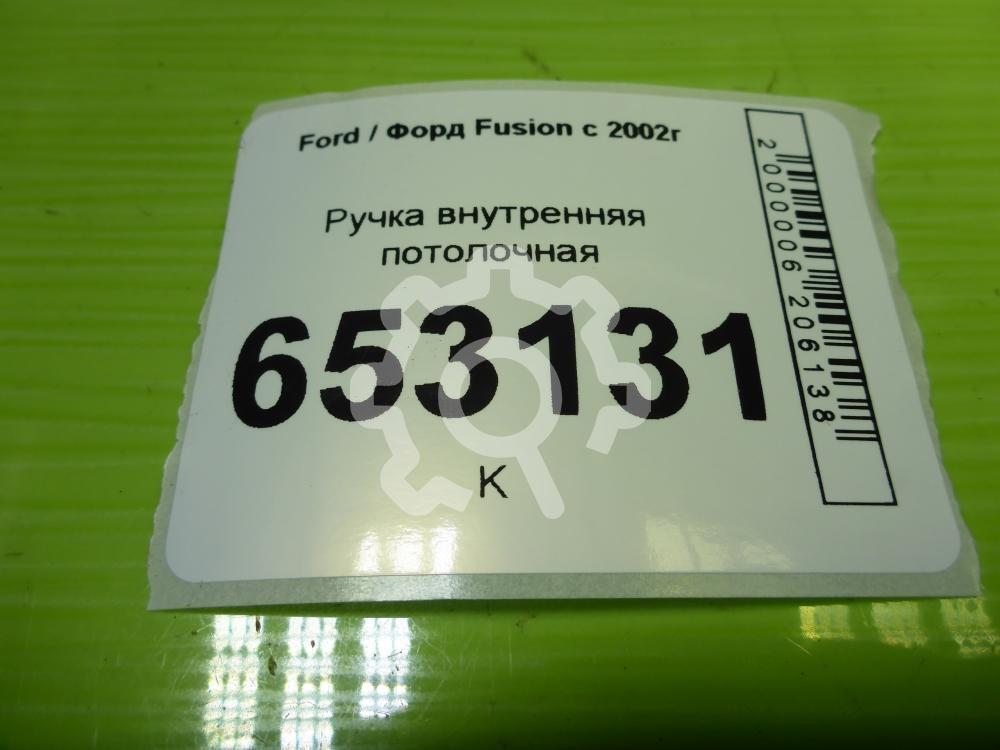 Ford / Форд Fusion с 2002г
Ручка внутренняя
потолочная
653131
К
2000006206138